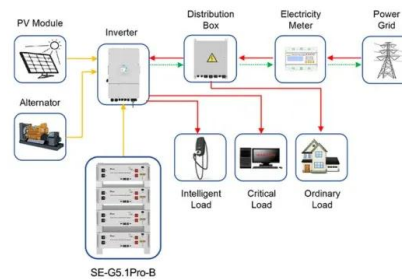 PV Module
Inverter
Distribution
Box
Electricity
Meter
Power
Grid
Alternator
Intelligent
Load
Critical
Load
Ordinary
Load
SE-G5.1Pro-B